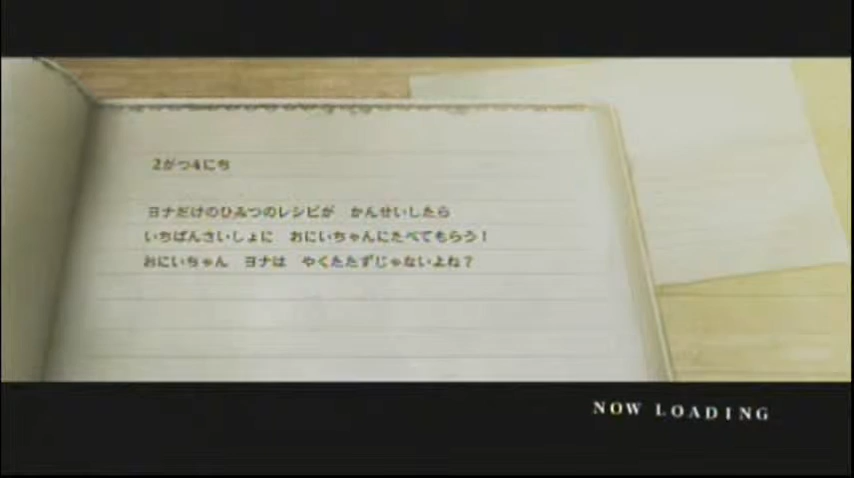 2がつ4にち
ヨナだけのひみつのレシピが　かんせいしたら
いちばんさいしょに　おにいちゃんにたべてもらう！
おにいちゃん　ヨナは　やくたたずじゃないよね？
NOW LOADING